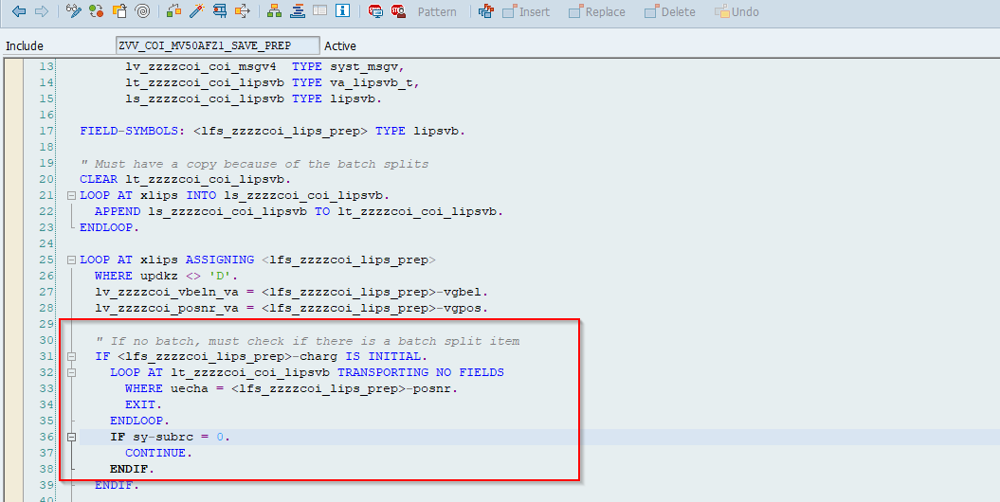 Pattern Insert Replace Delete Undo
Include ZVV_COI_MV50AFZ1_SAVE_PREP Active
13 lv_zzzzcoi_coi_msgv4 TYPE syst_msgv,
14 lt_zzzzcoi_coi_lipsvb TYPE va_lipsvb_t,
15 ls_zzzzcoi_coi_lipsvb TYPE lipsvb.
16
17 FIELD-SYMBOLS: <lfs_zzzzcoi_lips_prep> TYPE lipsvb.
18
19 " Must have a copy because of the batch splits
20 CLEAR lt_zzzzcoi_coi_lipsvb.
21 LOOP AT xlips INTO ls_zzzzcoi_coi_lipsvb.
22 APPEND ls_zzzzcoi_coi_lipsvb TO lt_zzzzcoi_coi_lipsvb.
23 ENDLOOP.
24
25 LOOP AT xlips ASSIGNING <lfs_zzzzcoi_lips_prep>
26 WHERE updkz <> 'D'.
27 lv_zzzzcoi_vbeln_va = <lfs_zzzzcoi_lips_prep>-vgbel.
28 lv_zzzzcoi_posnr_va = <lfs_zzzzcoi_lips_prep>-vgpos.
29
30 " If no batch, must check if there is a batch split item
31 IF <lfs_zzzzcoi_lips_prep>-charg IS INITIAL.
32 LOOP AT lt_zzzzcoi_coi_lipsvb TRANSPORTING NO FIELDS
33 WHERE uecha = <lfs_zzzzcoi_lips_prep>-posnr.
34 EXIT.
35 ENDLOOP.
36 IF sy-subrc = 0.
37 CONTINUE.
38 ENDIF.
39 ENDIF.
40